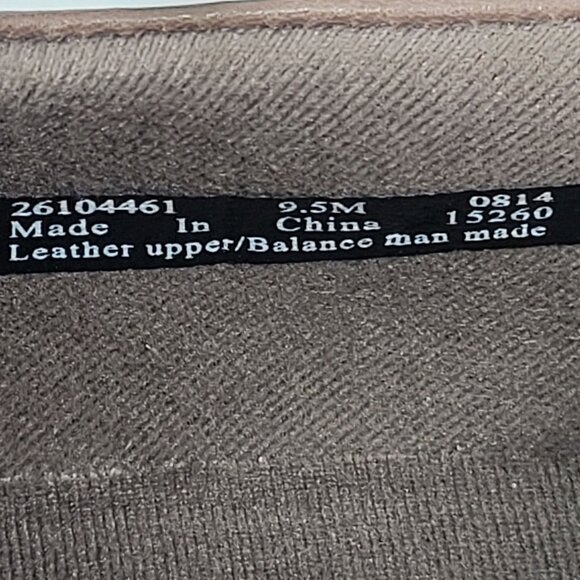 26104461 9.5M 0814
Made In China 15260
Leather upper/Balance man made